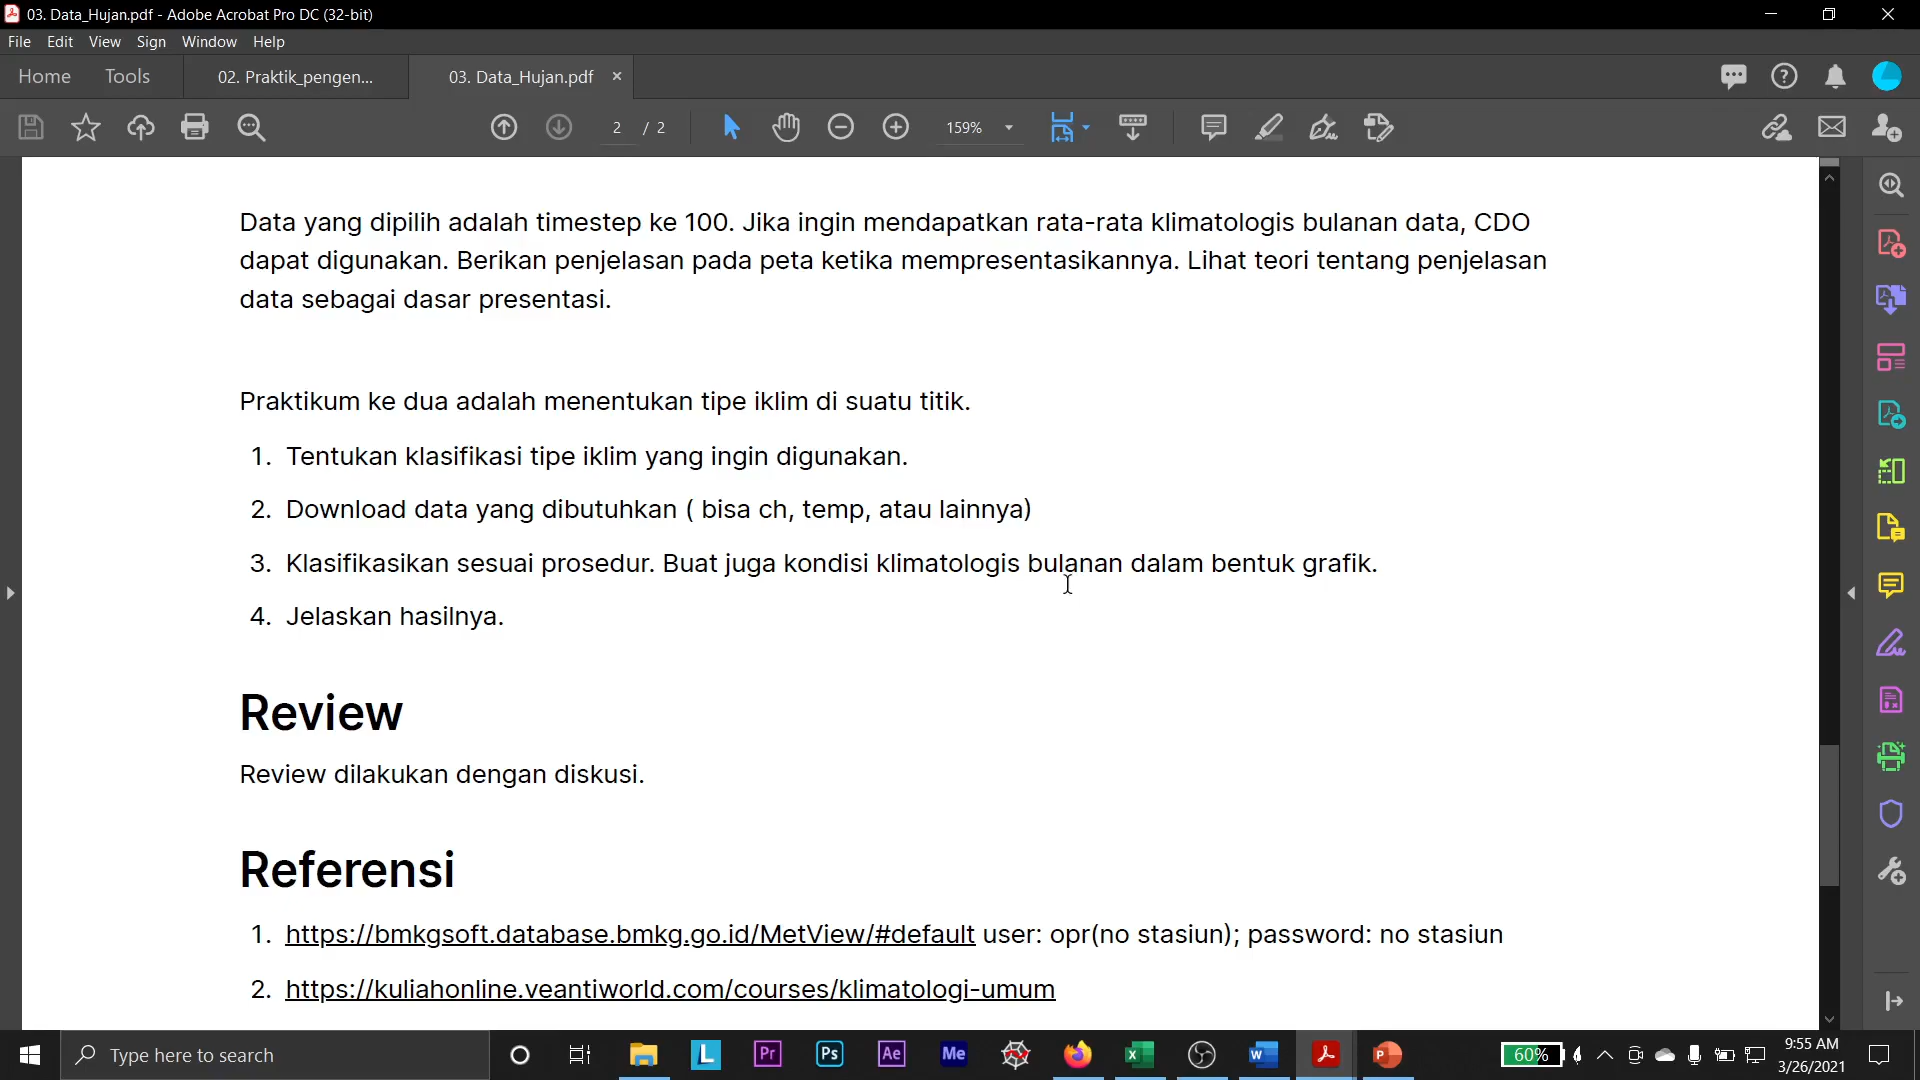 03. Data_Hujan.pdf - Adobe Acrobat Pro DC (32-bit)
File Edit View Sign Window Help
Home Tools 02. Praktik_pengen... 03. Data_Hujan.pdf
2 / 2 159%
Data yang dipilih adalah timestep ke 100. Jika ingin mendapatkan rata-rata klimatologis bulanan data, CDO
dapat digunakan. Berikan penjelasan pada peta ketika mempresentasikannya. Lihat teori tentang penjelasan
data sebagai dasar presentasi.
Praktikum ke dua adalah menentukan tipe iklim di suatu titik.
1. Tentukan klasifikasi tipe iklim yang ingin digunakan.
2. Download data yang dibutuhkan ( bisa ch, temp, atau lainnya)
3. Klasifikasikan sesuai prosedur. Buat juga kondisi klimatologis bulanan dalam bentuk grafik.
4. Jelaskan hasilnya.
Review
Review dilakukan dengan diskusi.
Referensi
1. https://bmkgsoft.database.bmkg.go.id/MetView/#default user: opr(no stasiun); password: no stasiun
2. https://kuliahonline.veantiworld.com/courses/klimatologi-umum
Type here to search
L Pr Ps Ae Me X W P
60%
9:55 AM
3/26/2021